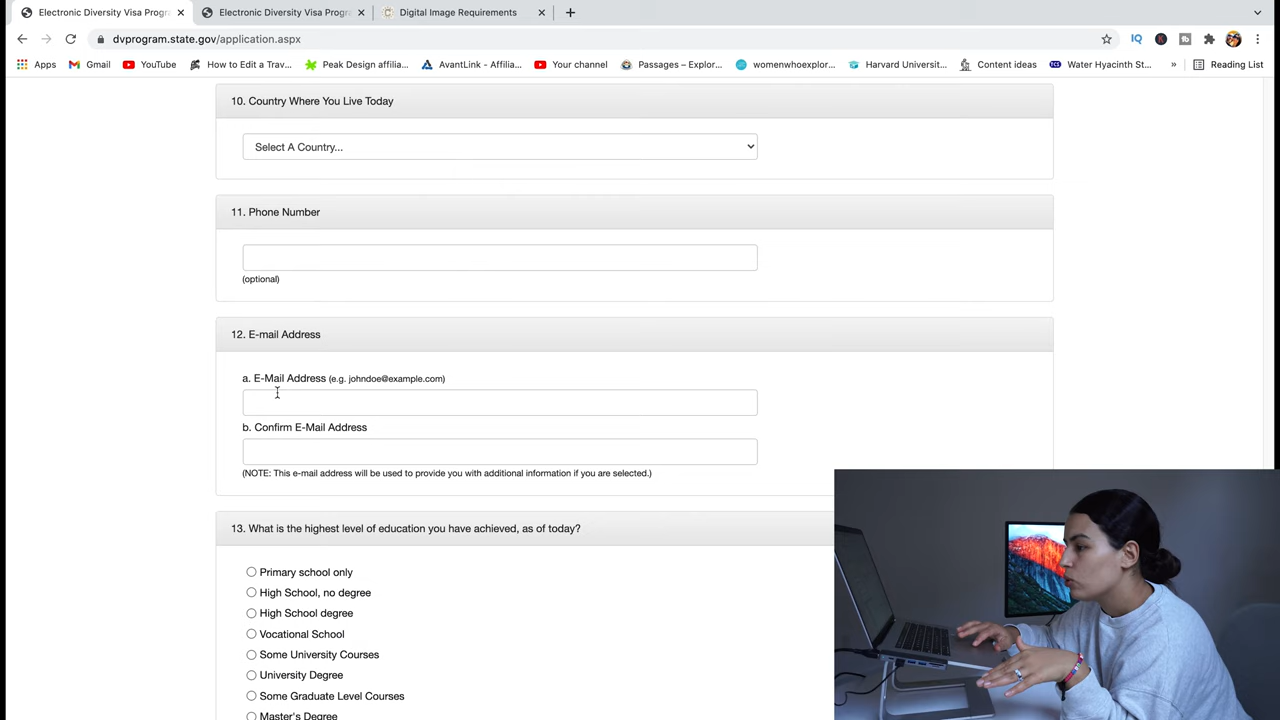 Electronic Diversity Visa Progra
Electronic Diversity Visa Progra
Digital Image Requirements
dvprogram.state.gov/application.aspx
IQ
Apps
Gmail
YouTube
How to Edit a Trav...
Peak Design affilia...
AvantLink - Affilia...
Your channel
Passages – Explor...
womenwhoexplor...
Harvard Universit...
Content ideas
Water Hyacinth St...
»
Reading List
10. Country Where You Live Today
Select A Country...
11. Phone Number
(optional)
12. E-mail Address
a. E-Mail Address (e.g. johndoe@example.com)
b. Confirm E-Mail Address
(NOTE: This e-mail address will be used to provide you with additional information if you are selected.)
13. What is the highest level of education you have achieved, as of today?
Primary school only
High School, no degree
High School degree
Vocational School
Some University Courses
University Degree
Some Graduate Level Courses
Master's Degree